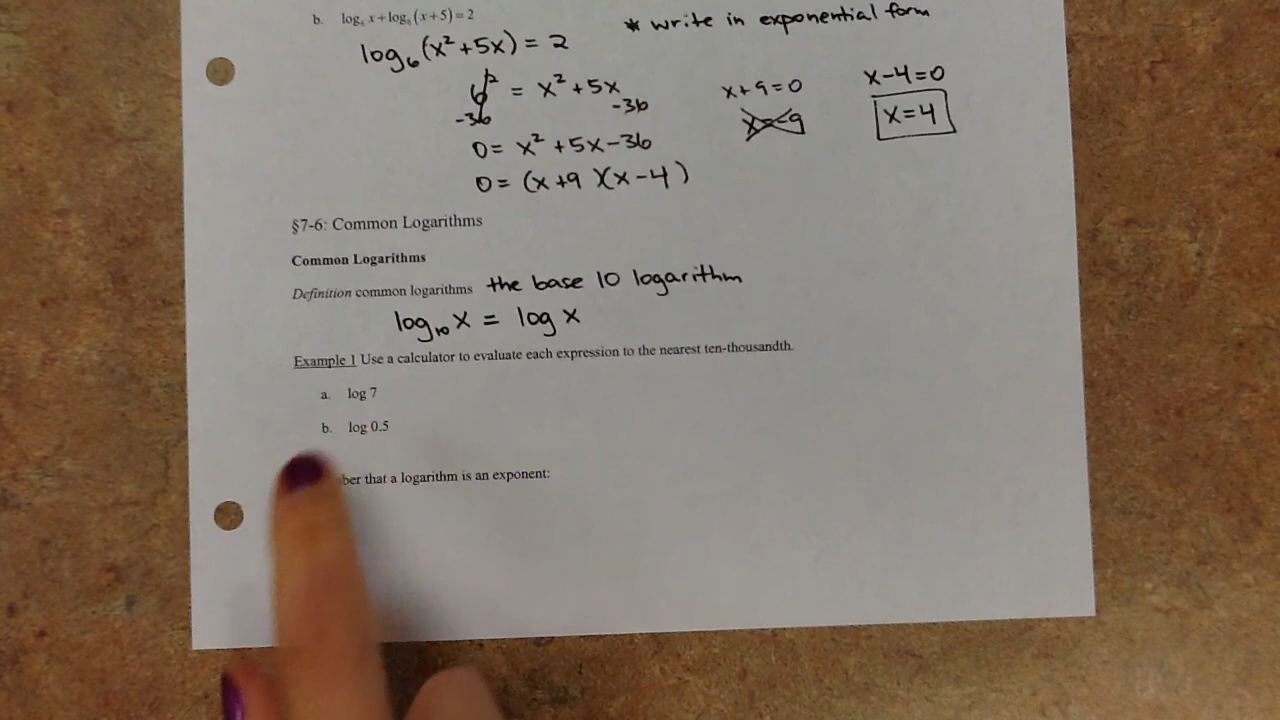 b. log₆ x + log₆ (x+5) = 2
* write in exponential form
log₆ (x² + 5x) = 2
6² = x² + 5x
-36 -36
0 = x² + 5x - 36
0 = (x + 9)(x - 4)
x + 9 = 0
x = -9
x - 4 = 0
x = 4
§7-6: Common Logarithms
Common Logarithms
Definition common logarithms the base 10 logarithm
log₁₀ x = log x
Example 1 Use a calculator to evaluate each expression to the nearest ten-thousandth.
a. log 7
b. log 0.5
that a logarithm is an exponent: